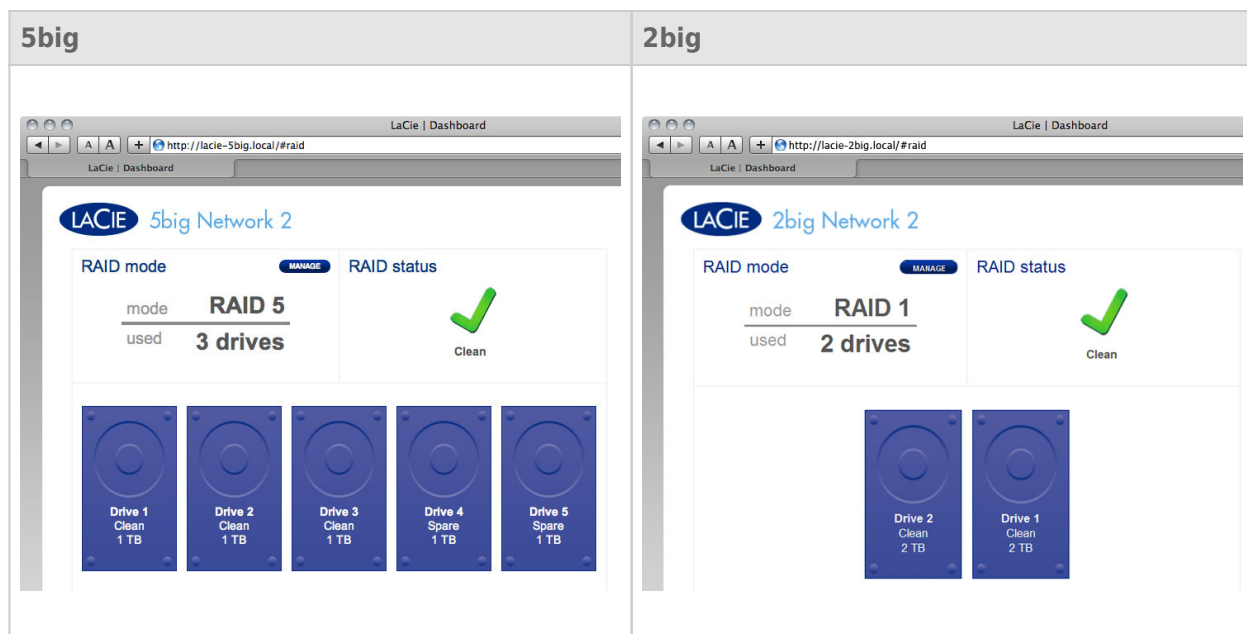 5big
2big
LaCie | Dashboard
A A + http://lacie-5big.local/#raid
LaCie | Dashboard
LACIE 5big Network 2
RAID mode MANAGE RAID status
mode RAID 5
used 3 drives
Clean
Drive 1 Drive 2 Drive 3 Drive 4 Drive 5
Clean Clean Clean Spare Spare
1 TB 1 TB 1 TB 1 TB 1 TB
LaCie | Dashboard
A A + http://lacie-2big.local/#raid
LaCie | Dashboard
LACIE 2big Network 2
RAID mode MANAGE RAID status
mode RAID 1
used 2 drives
Clean
Drive 2 Drive 1
Clean Clean
2 TB 2 TB